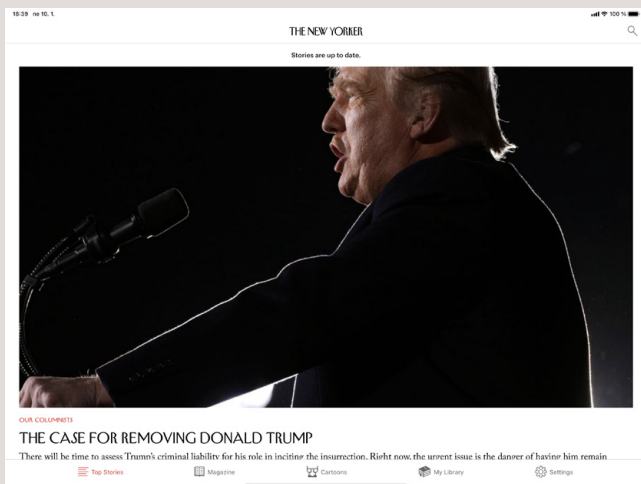 18:39 ne 10. 1.
100 %
THE NEW YORKER
Stories are up to date.
OUR COLUMNISTS
THE CASE FOR REMOVING DONALD TRUMP
There will be time to assess Trump's criminal liability for his role in inciting the insurrection. Right now, the urgent issue is the danger of having him remain
Top Stories
Magazine
Cartoons
My Library
Settings